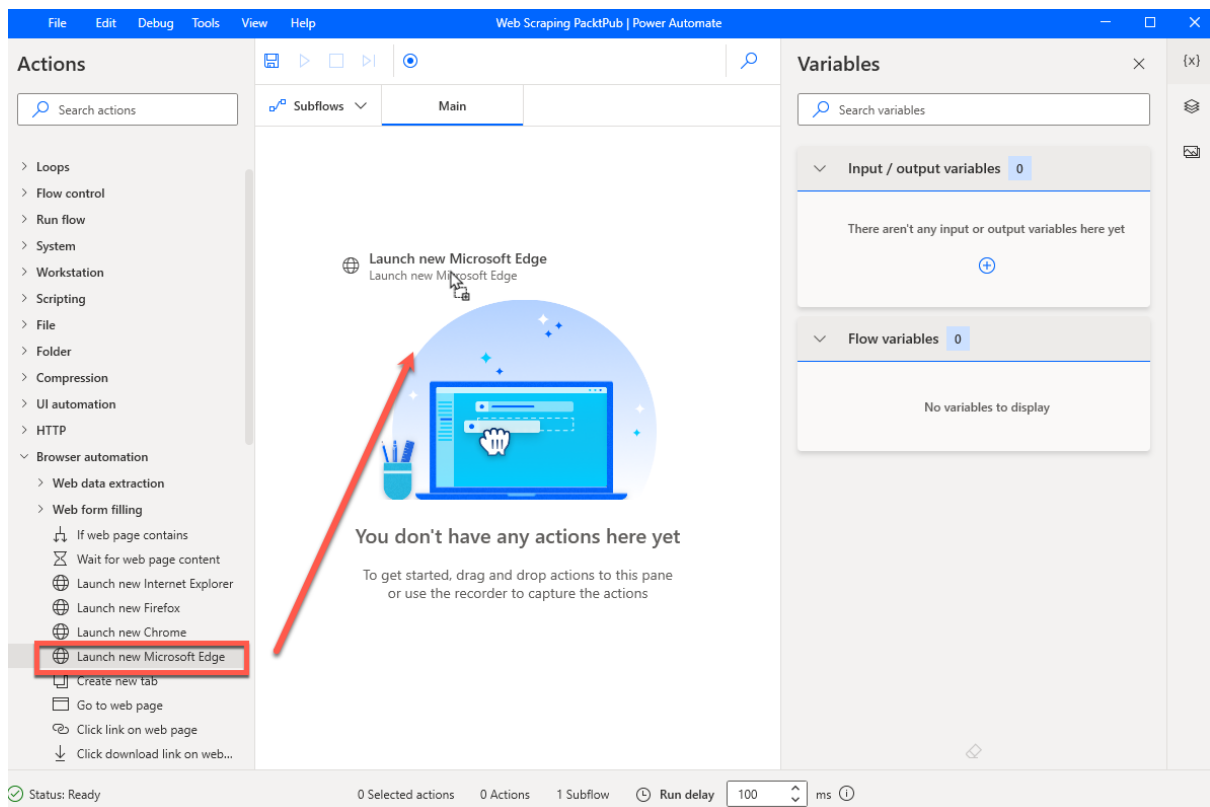 File Edit Debug Tools View Help Web Scraping PacktPub | Power Automate
Actions
Search actions
Loops
Flow control
Run flow
System
Workstation
Scripting
File
Folder
Compression
UI automation
HTTP
Browser automation
Web data extraction
Web form filling
If web page contains
Wait for web page content
Launch new Internet Explorer
Launch new Firefox
Launch new Chrome
Launch new Microsoft Edge
Create new tab
Go to web page
Click link on web page
Click download link on web...
Subflows Main
Launch new Microsoft Edge
Launch new Microsoft Edge
You don't have any actions here yet
To get started, drag and drop actions to this pane
or use the recorder to capture the actions
Variables
{x}
Search variables
Input / output variables 0
There aren't any input or output variables here yet
Flow variables 0
No variables to display
Status: Ready 0 Selected actions 0 Actions 1 Subflow Run delay 100 ms